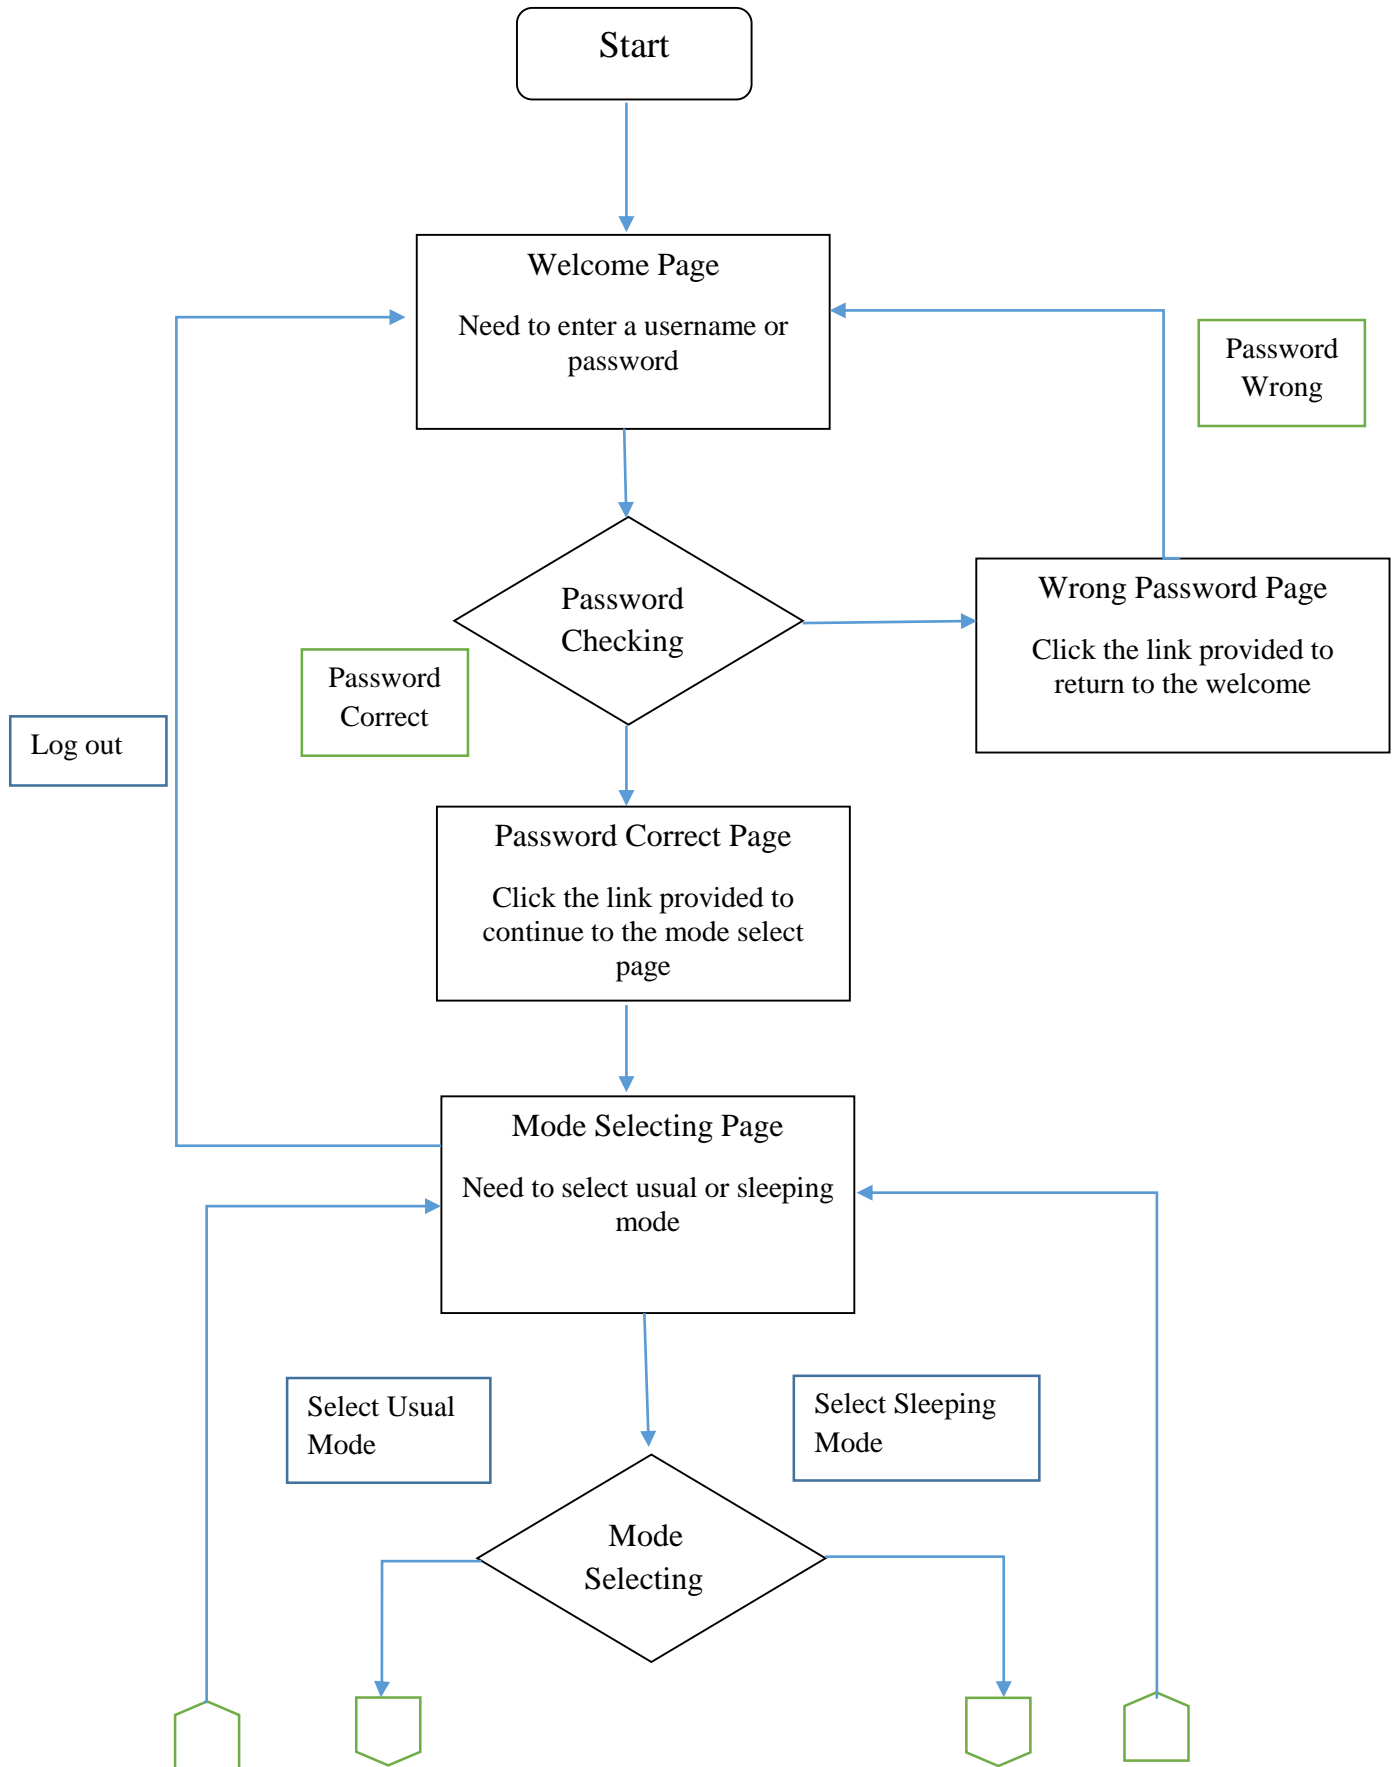 Start
Welcome Page
Need to enter a username or
password
Password
Wrong
Password
Checking
Wrong Password Page
Click the link provided to
return to the welcome
Password
Correct
Log out
Password Correct Page
Click the link provided to
continue to the mode select
page
Mode Selecting Page
Need to select usual or sleeping
mode
Select Usual
Mode
Select Sleeping
Mode
Mode
Selecting